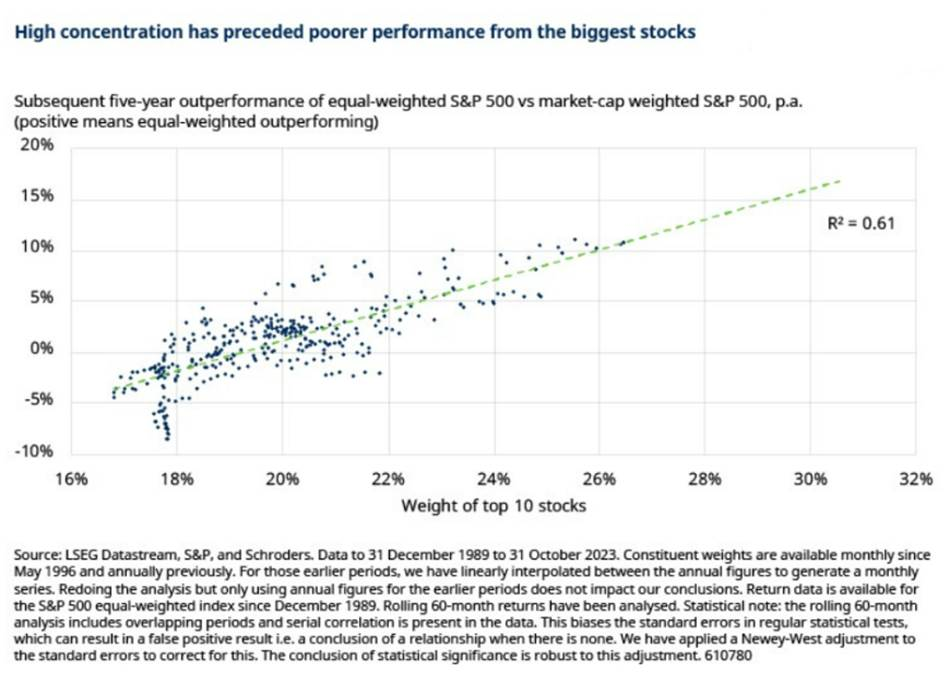 High concentration has preceded poorer performance from the biggest stocks
Subsequent five-year outperformance of equal-weighted S&P 500 vs market-cap weighted S&P 500, p.a.
(positive means equal-weighted outperforming)
20%
15%
R² = 0.61
10%
5%
0%
-5%
-10%
16% 18% 20% 22% 24% 26% 28% 30% 32%
Weight of top 10 stocks
Source: LSEG Datastream, S&P, and Schroders. Data to 31 December 1989 to 31 October 2023. Constituent weights are available monthly since
May 1996 and annually previously. For those earlier periods, we have linearly interpolated between the annual figures to generate a monthly
series. Redoing the analysis but only using annual figures for the earlier periods does not impact our conclusions. Return data is available for
the S&P 500 equal-weighted index since December 1989. Rolling 60-month returns have been analysed. Statistical note: the rolling 60-month
analysis includes overlapping periods and serial correlation is present in the data. This biases the standard errors in regular statistical tests,
which can result in a false positive result i.e. a conclusion of a relationship when there is none. We have applied a Newey-West adjustment to
the standard errors to correct for this. The conclusion of statistical significance is robust to this adjustment. 610780